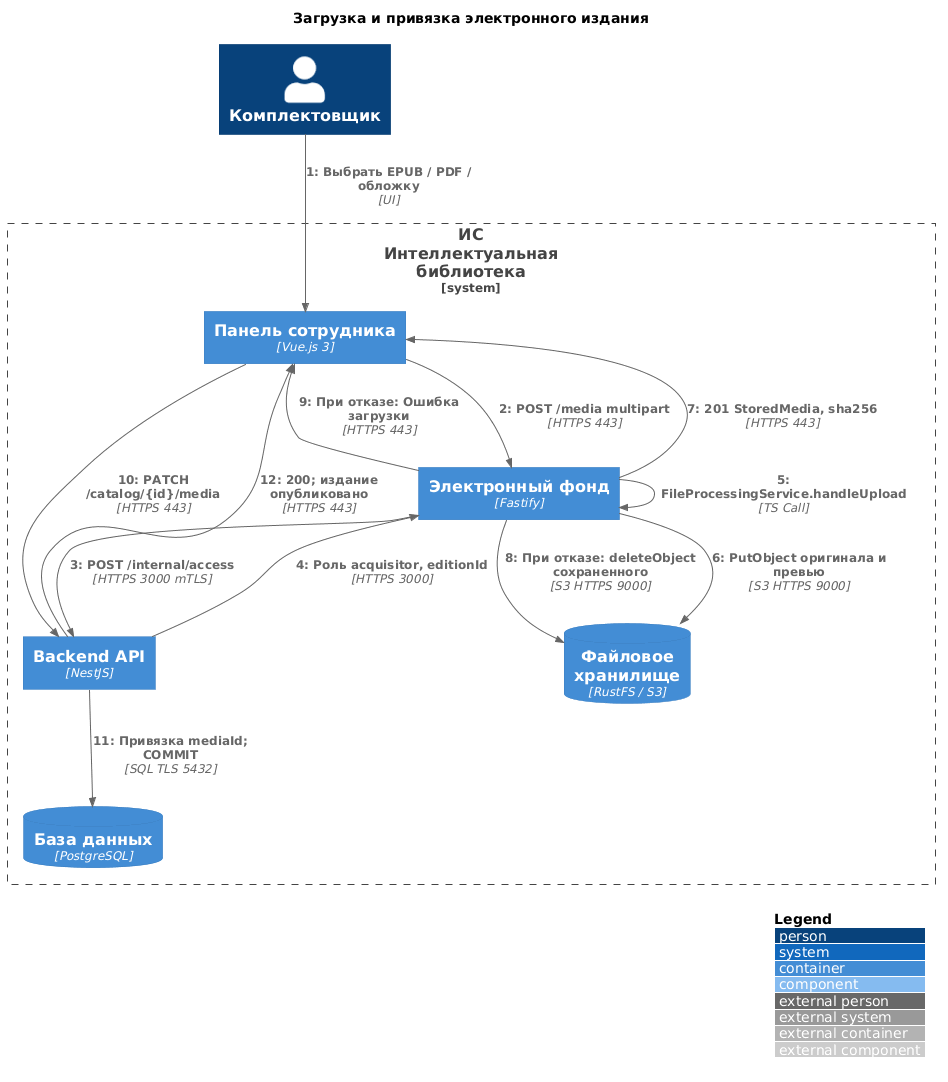 Загрузка и привязка электронного издания
Комплектовщик
1: Выбрать EPUB / PDF /
обложку
[UI]
ИС
Интеллектуальная
библиотека
[system]
Панель сотрудника
[Vue.js 3]
9: При отказе: Ошибка
загрузки
[HTTPS 443]
2: POST /media multipart
[HTTPS 443]
7: 201 StoredMedia, sha256
[HTTPS 443]
10: PATCH
/catalog/{id}/media
[HTTPS 443]
12: 200; издание
опубликовано
[HTTPS 443]
Электронный фонд
[Fastify]
5:
FileProcessingService.handleUpload
[TS Call]
3: POST /internal/access
[HTTPS 3000 mTLS]
4: Роль acquisitor, editionId
[HTTPS 3000]
8: При отказе: deleteObject
сохраненного
[S3 HTTPS 9000]
6: PutObject оригинала и
превью
[S3 HTTPS 9000]
Backend API
[NestJS]
Файловое
хранилище
[RustFS / S3]
11: Привязка mediaId;
COMMIT
[SQL TLS 5432]
База данных
[PostgreSQL]
Legend
person
system
container
component
external person
external system
external container
external component